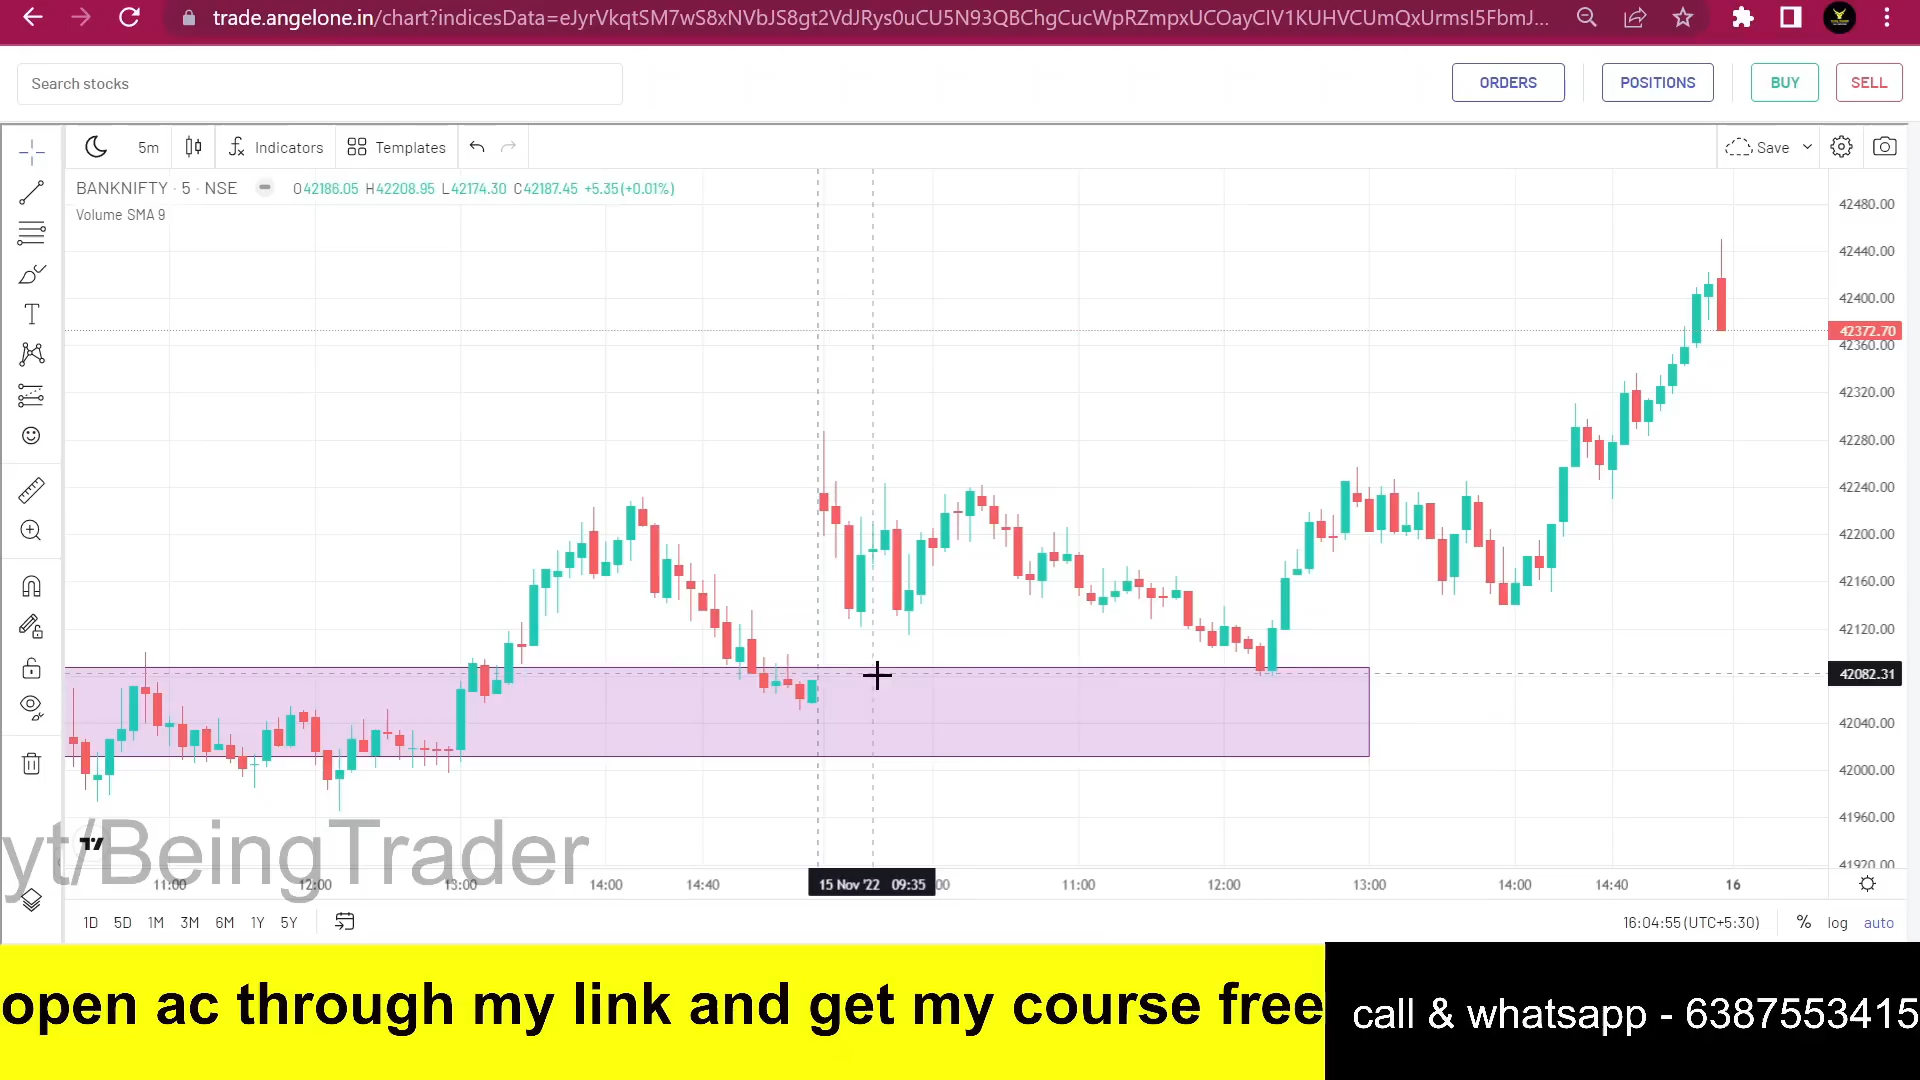 trade.angelone.in/chart?indicesData=eJyrVkqtSM7wS8xNVbJS8gt2VdJRys0uCU5N93QBChgCucWpRZmpxUCOayCIV1KUHVCUmQxUrmsI5FbmJ...
Search stocks
ORDERS
POSITIONS
BUY
SELL
5m
Indicators
Templates
Save
BANKNIFTY · 5 · NSE O42186.05 H42208.95 L42174.30 C42187.45 +5.35 (+0.01%)
Volume SMA 9
42480.00
42440.00
42400.00
42372.70
42360.00
42320.00
42280.00
42240.00
42200.00
42160.00
42120.00
42082.31
42040.00
42000.00
41960.00
41920.00
yt/BeingTrader
11:00 12:00 13:00 14:00 14:40 15 Nov '22 09:35 00 11:00 12:00 13:00 14:00 14:40 16
1D 5D 1M 3M 6M 1Y 5Y
16:04:55 (UTC+5:30) % log auto
open ac through my link and get my course free
call & whatsapp - 6387553415